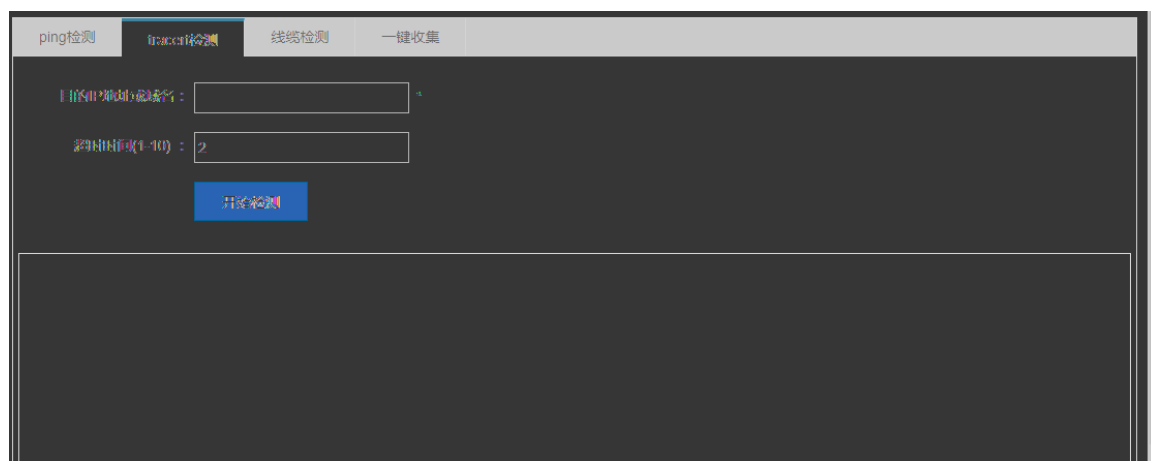 ping检测 tracert检测 线缆检测 一键收集
目的IP地址或域名： *
超时时间(1-10)： 2
开始检测